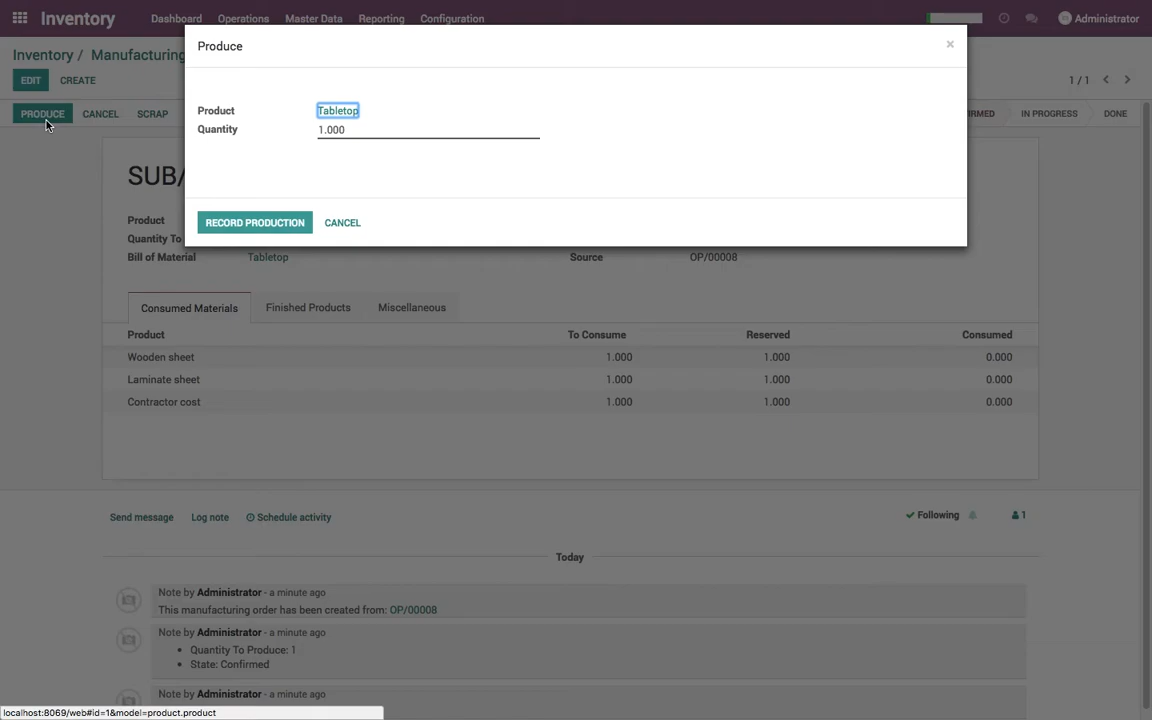 Inventory Dashboard Operations Master Data Reporting Configuration Administrator
Inventory / Manufacturing
Produce ×
EDIT CREATE 1 / 1
PRODUCE CANCEL SCRAP IN PROGRESS DONE
Product Tabletop
Quantity 1.000
SUB/
RECORD PRODUCTION CANCEL
Product
Quantity To
Bill of Material Tabletop Source OP/00008
Consumed Materials Finished Products Miscellaneous
Product To Consume Reserved Consumed
Wooden sheet 1.000 1.000 0.000
Laminate sheet 1.000 1.000 0.000
Contractor cost 1.000 1.000 0.000
Send message Log note Schedule activity Following 1
Today
Note by Administrator - a minute ago
This manufacturing order has been created from: OP/00008
Note by Administrator - a minute ago
• Quantity To Produce: 1
• State: Confirmed
Note by Administrator - a minute ago
localhost:8069/web#id=1&model=product.product